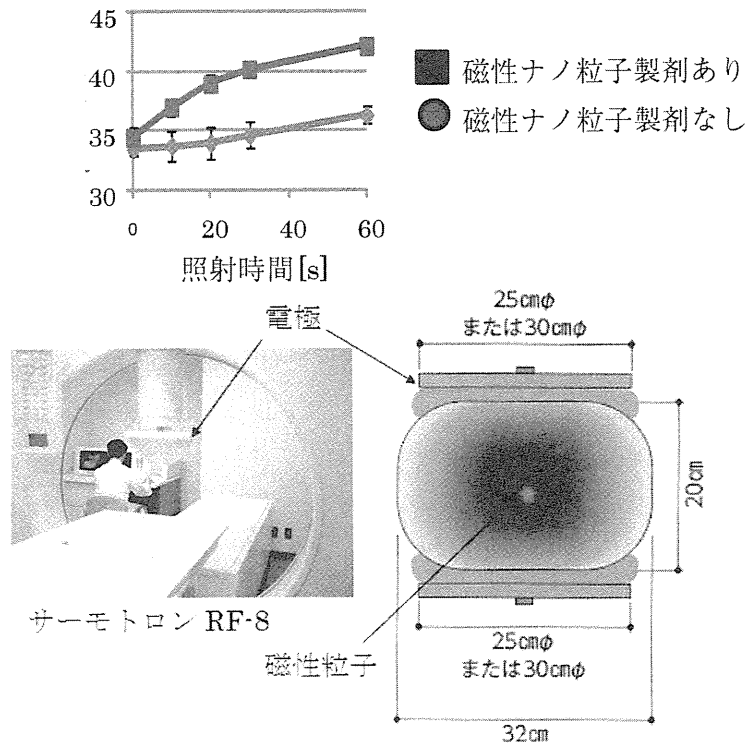 45
40
35
30
0
20
40
60
照射時間[s]
磁性ナノ粒子製剤あり
磁性ナノ粒子製剤なし
電極
25cmφ
または30cmφ
20cm
サーモトロン RF-8
磁性粒子
25cmφ
または30cmφ
32cm